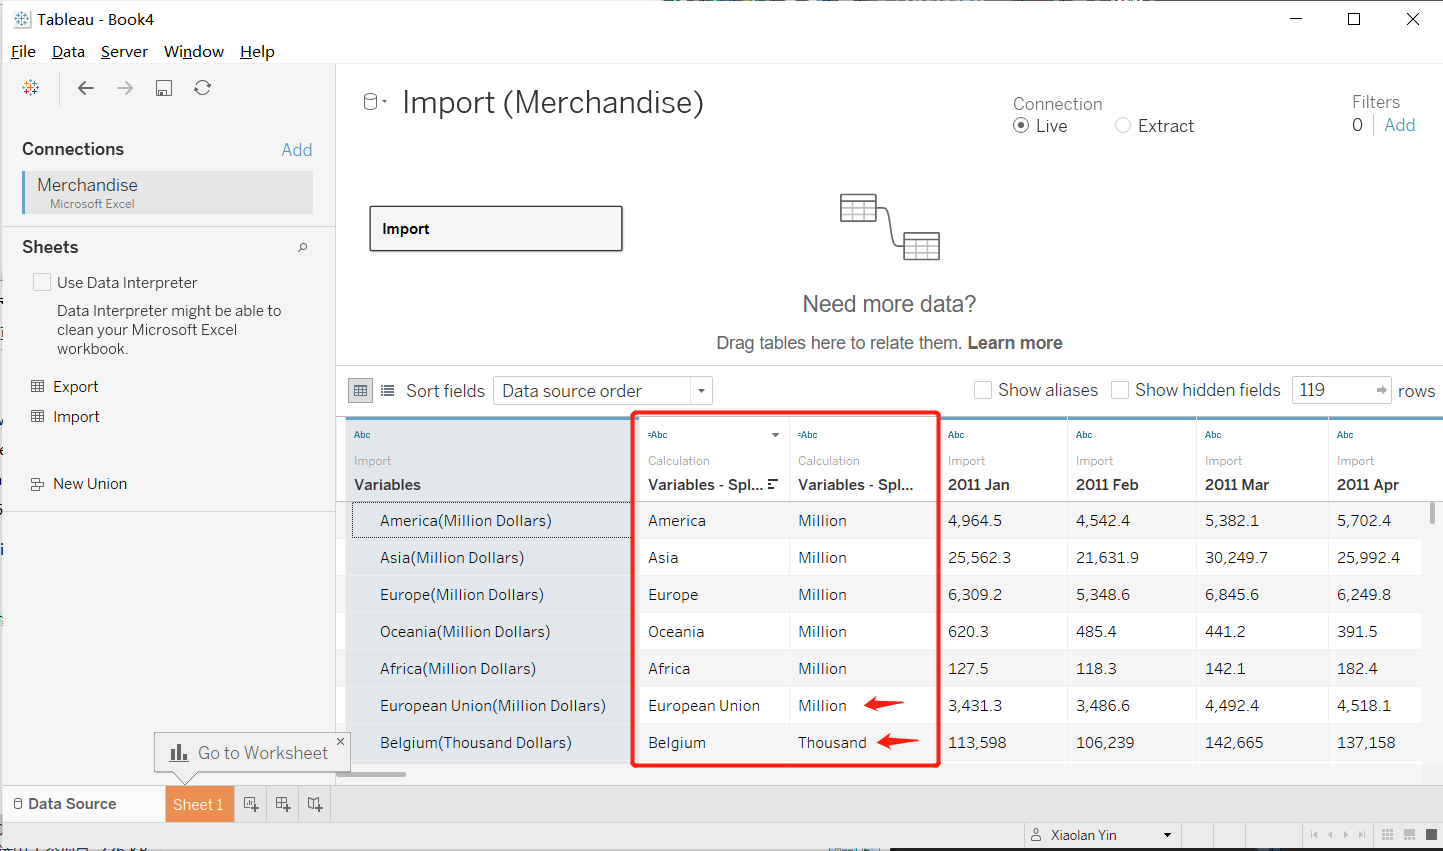 Tableau - Book4
File Data Server Window Help
Connections Add
Merchandise
Microsoft Excel
Sheets
Use Data Interpreter
Data Interpreter might be able to
clean your Microsoft Excel
workbook.
Export
Import
New Union
Import (Merchandise)
Connection
Live Extract
Filters
0 Add
Import
Need more data?
Drag tables here to relate them. Learn more
Sort fields Data source order Show aliases Show hidden fields 119 rows
Abc =Abc =Abc Abc Abc Abc Abc
Import Calculation Calculation Import Import Import Import
Variables Variables - Spl... Variables - Spl... 2011 Jan 2011 Feb 2011 Mar 2011 Apr
America(Million Dollars) America Million 4,964.5 4,542.4 5,382.1 5,702.4
Asia(Million Dollars) Asia Million 25,562.3 21,631.9 30,249.7 25,992.4
Europe(Million Dollars) Europe Million 6,309.2 5,348.6 6,845.6 6,249.8
Oceania(Million Dollars) Oceania Million 620.3 485.4 441.2 391.5
Africa(Million Dollars) Africa Million 127.5 118.3 142.1 182.4
European Union(Million Dollars) European Union Million 3,431.3 3,486.6 4,492.4 4,518.1
Belgium(Thousand Dollars) Belgium Thousand 113,598 106,239 142,665 137,158
Go to Worksheet
Data Source Sheet 1
Xiaolan Yin